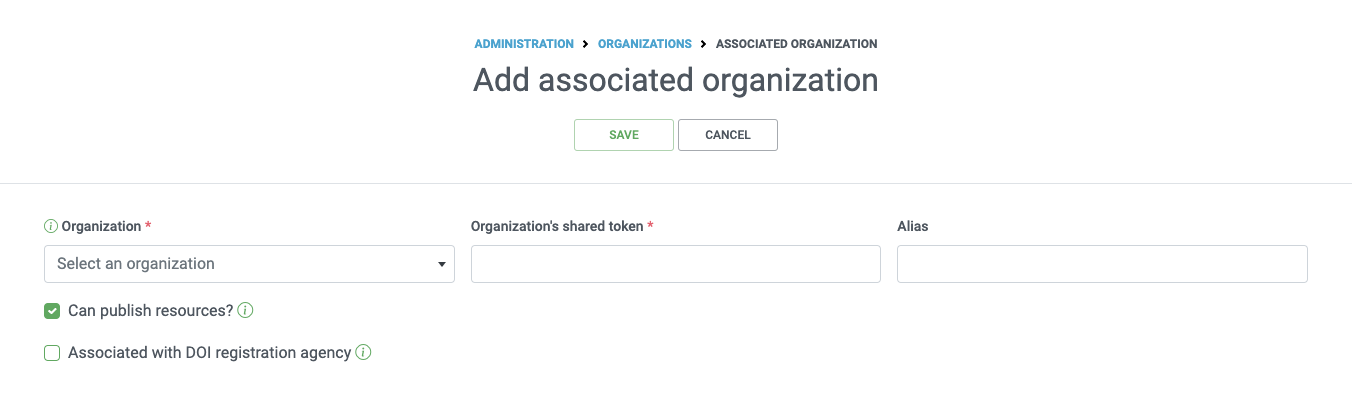 ADMINISTRATION > ORGANIZATIONS > ASSOCIATED ORGANIZATION
Add associated organization
SAVE CANCEL
Organization * Organization's shared token * Alias
Select an organization
Can publish resources?
Associated with DOI registration agency